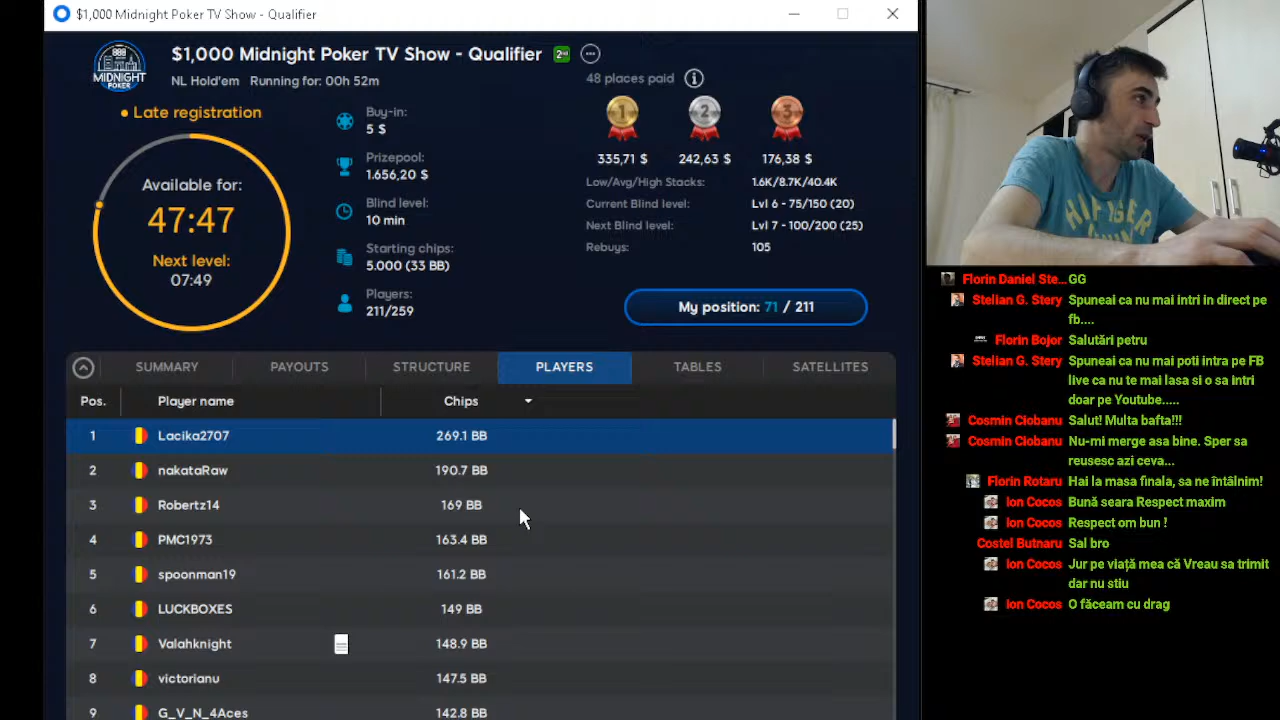 $1,000 Midnight Poker TV Show - Qualifier
888
MIDNIGHT
POKER
$1,000 Midnight Poker TV Show - Qualifier
NL Hold'em Running for: 00h 52m
Late registration
Available for:
47:47
Next level:
07:49
Buy-in:
5 $
Prizepool:
1.656,20 $
Blind level:
10 min
Starting chips:
5.000 (33 BB)
Players:
211/259
48 places paid
1 2 3
335,71 $ 242,63 $ 176,38 $
Low/Avg/High Stacks: 1.6K/8.7K/40.4K
Current Blind level: Lvl 6 - 75/150 (20)
Next Blind level: Lvl 7 - 100/200 (25)
Rebuys: 105
My position: 71 / 211
SUMMARY PAYOUTS STRUCTURE PLAYERS TABLES SATELLITES
Pos. Player name Chips
1 Lacika2707 269.1 BB
2 nakataRaw 190.7 BB
3 Robertz14 169 BB
4 PMC1973 163.4 BB
5 spoonman19 161.2 BB
6 LUCKBOXES 149 BB
7 Valahknight 148.9 BB
8 victorianu 147.5 BB
9 G_V_N_4Aces 142.8 BB
Florin Daniel Ste... GG
Stelian G. Stery Spuneai ca nu mai intri in direct pe
fb....
Florin Bojer Salutări petru
Stelian G. Stery Spuneai ca nu mai poti intra pe FB
live ca nu te mai lasa si o sa intri
doar pe Youtube.....
Cosmin Ciobanu Salut! Multa bafta!!!
Cosmin Ciobanu Nu-mi merge asa bine. Sper sa
reusesc azi ceva...
Florin Rotaru Hai la masa finala, sa ne întâlnim!
Ion Cocos Bună seara Respect maxim
Ion Cocos Respect om bun !
Costel Butnaru Sal bro
Ion Cocos Jur pe viață mea că Vreau sa trimit
dar nu stiu
Ion Cocos O făceam cu drag